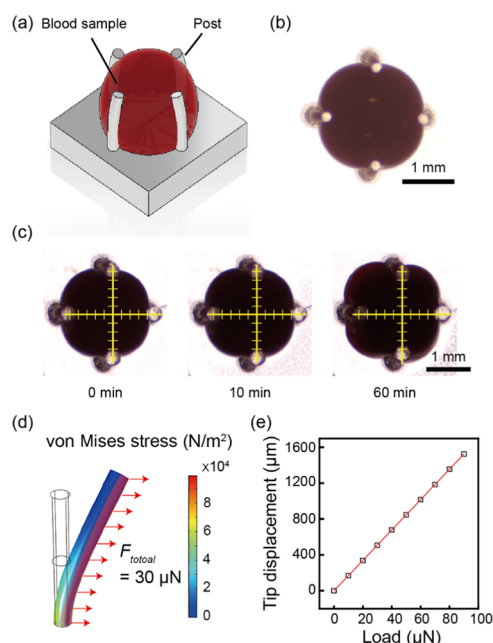 (a)
Blood sample
Post
(b)
1 mm
(c)
0 min
10 min
60 min
1 mm
(d)
von Mises stress (N/m²)
x10⁴
8
6
4
2
0
F_totoal
= 30 µN
(e)
Tip displacement (µm)
1600
1200
800
400
0
0 20 40 60 80 100
Load (µN)